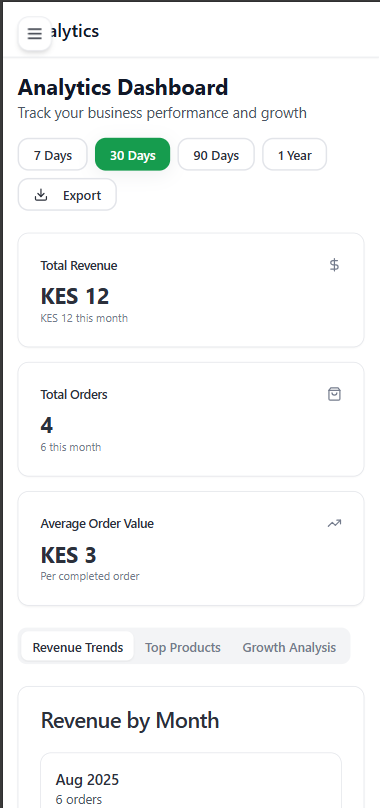 alytics
Analytics Dashboard
Track your business performance and growth
7 Days
30 Days
90 Days
1 Year
Export
Total Revenue
KES 12
KES 12 this month
Total Orders
4
6 this month
Average Order Value
KES 3
Per completed order
Revenue Trends
Top Products
Growth Analysis
Revenue by Month
Aug 2025
6 orders